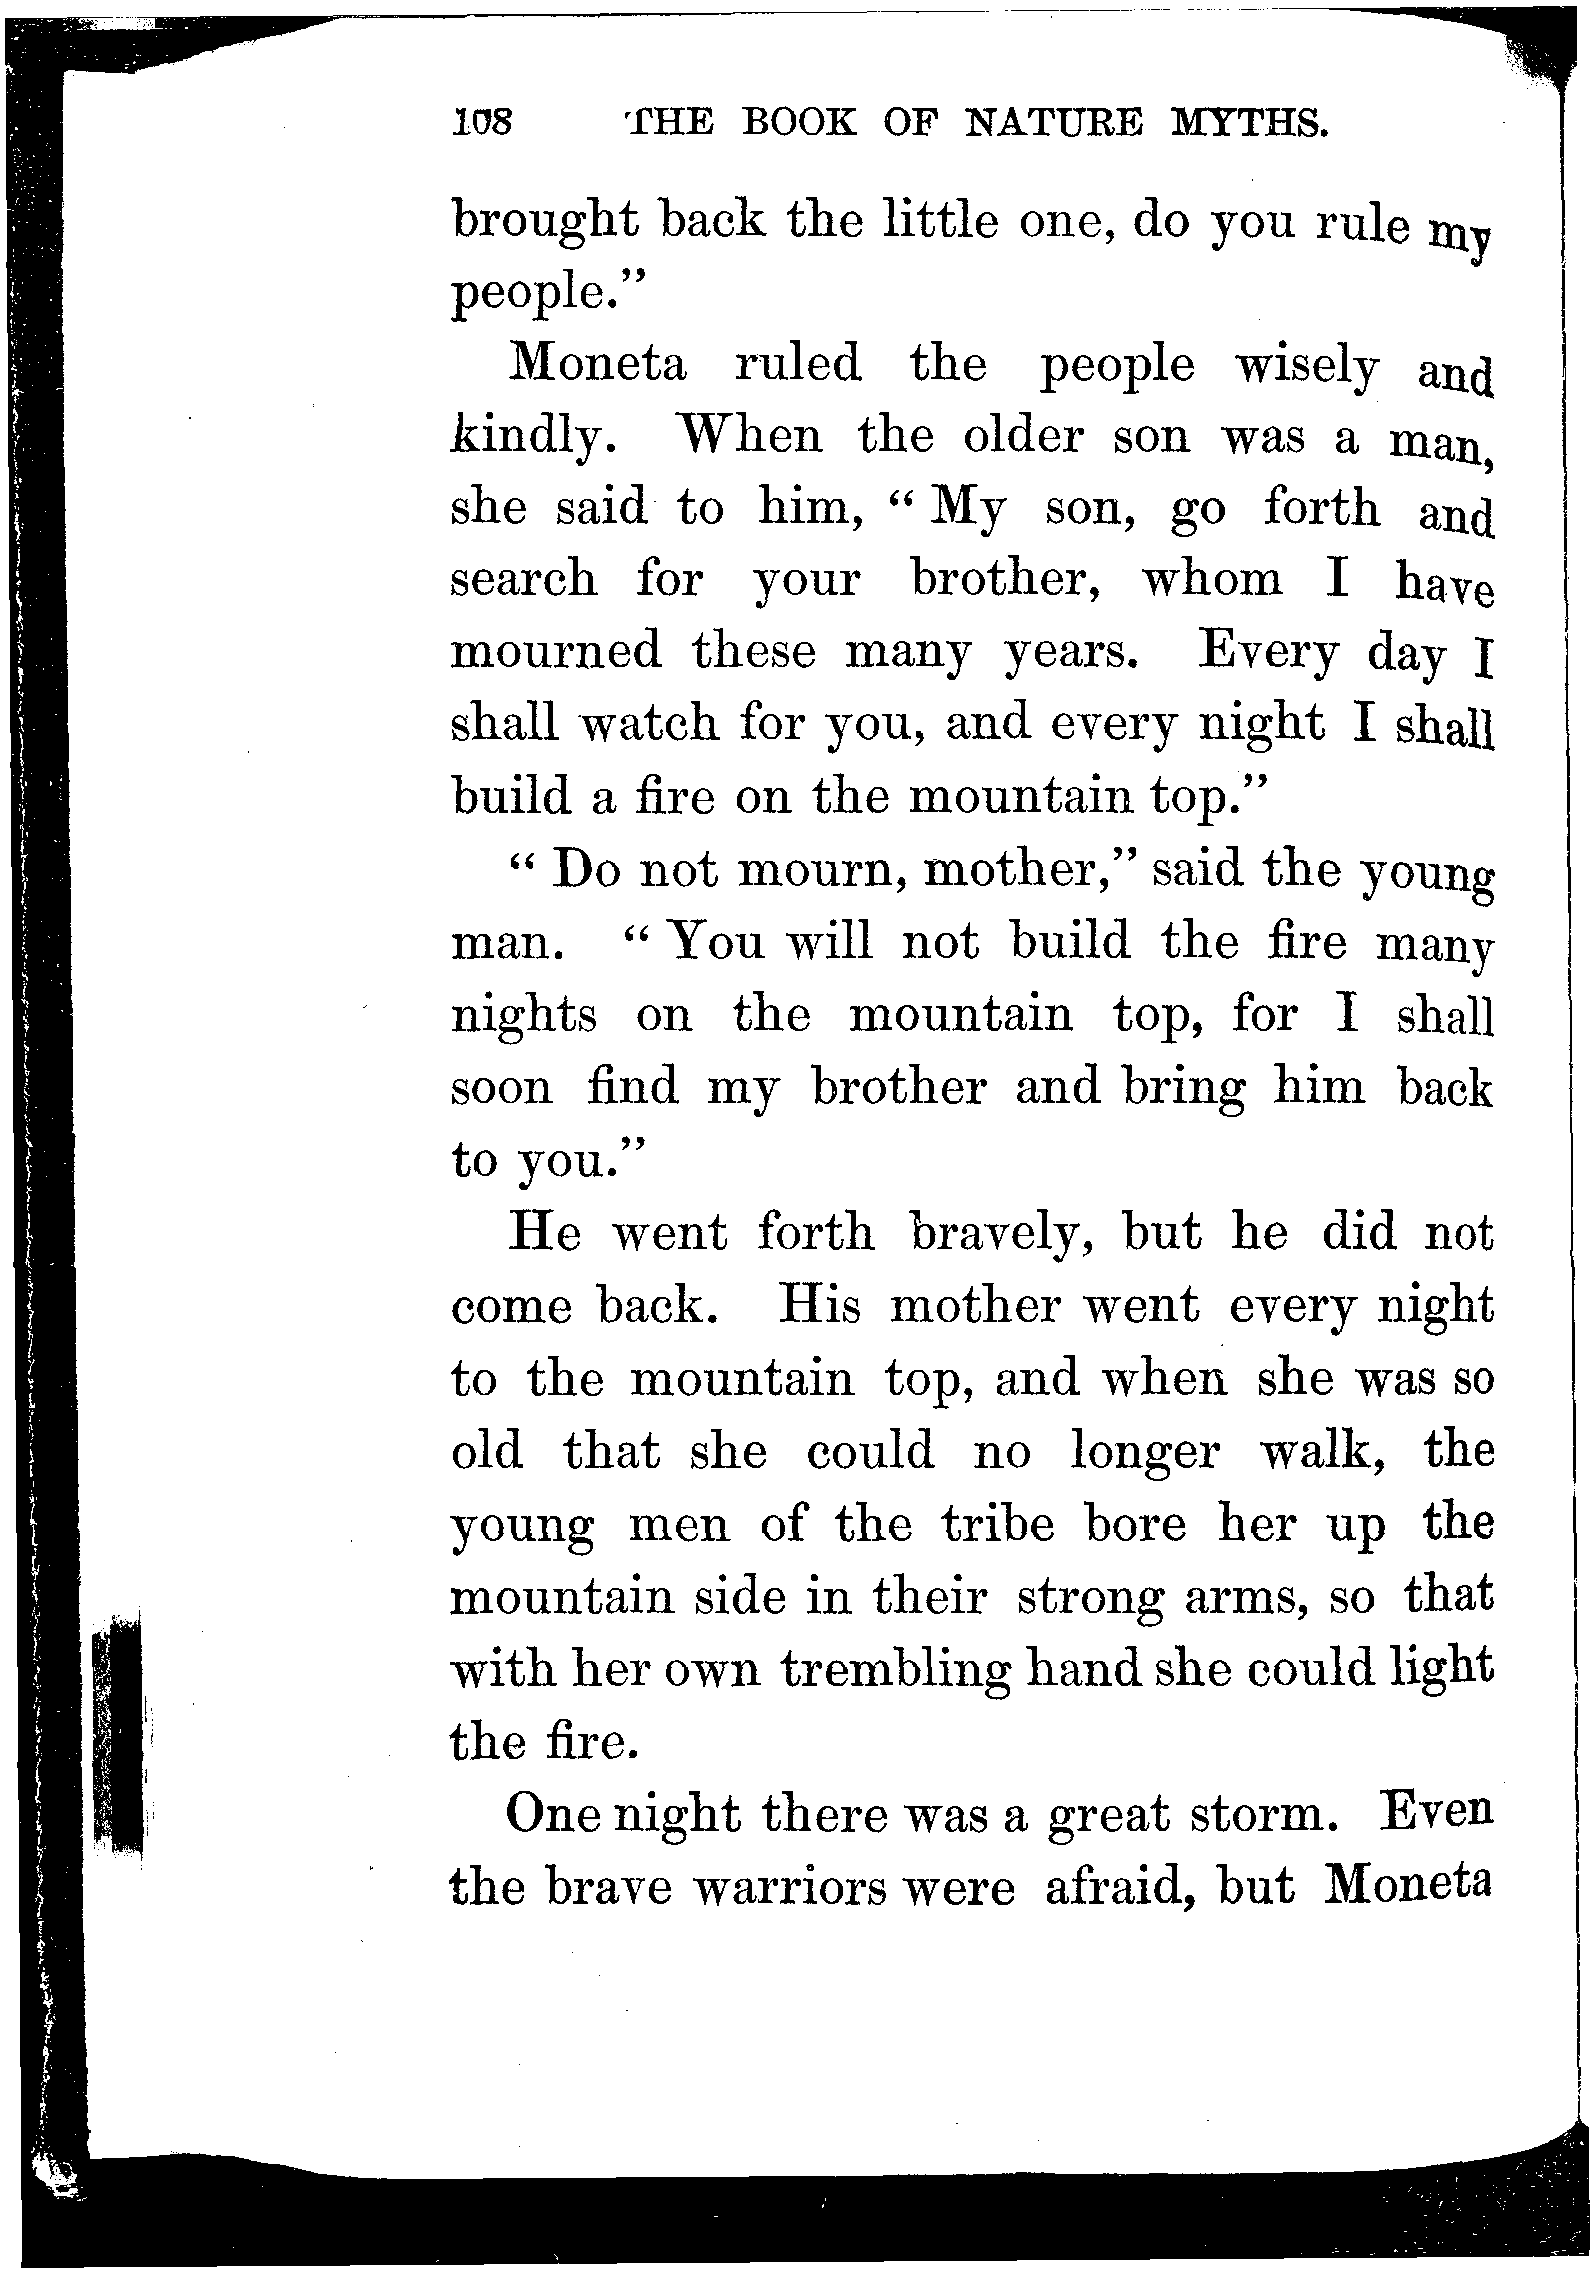 108 THE BOOK OF NATURE MYTHS.
brought back the little one, do you rule my
people."
Moneta ruled the people wisely and
kindly. When the older son was a man,
she said to him, "My son, go forth and
search for your brother, whom I have
mourned these many years. Every day I
shall watch for you, and every night I shall
build a fire on the mountain top."
"Do not mourn, mother," said the young
man. "You will not build the fire many
nights on the mountain top, for I shall
soon find my brother and bring him back
to you."
He went forth bravely, but he did not
come back. His mother went every night
to the mountain top, and when she was so
old that she could no longer walk, the
young men of the tribe bore her up the
mountain side in their strong arms, so that
with her own trembling hand she could light
the fire.
One night there was a great storm. Even
the brave warriors were afraid, but Moneta